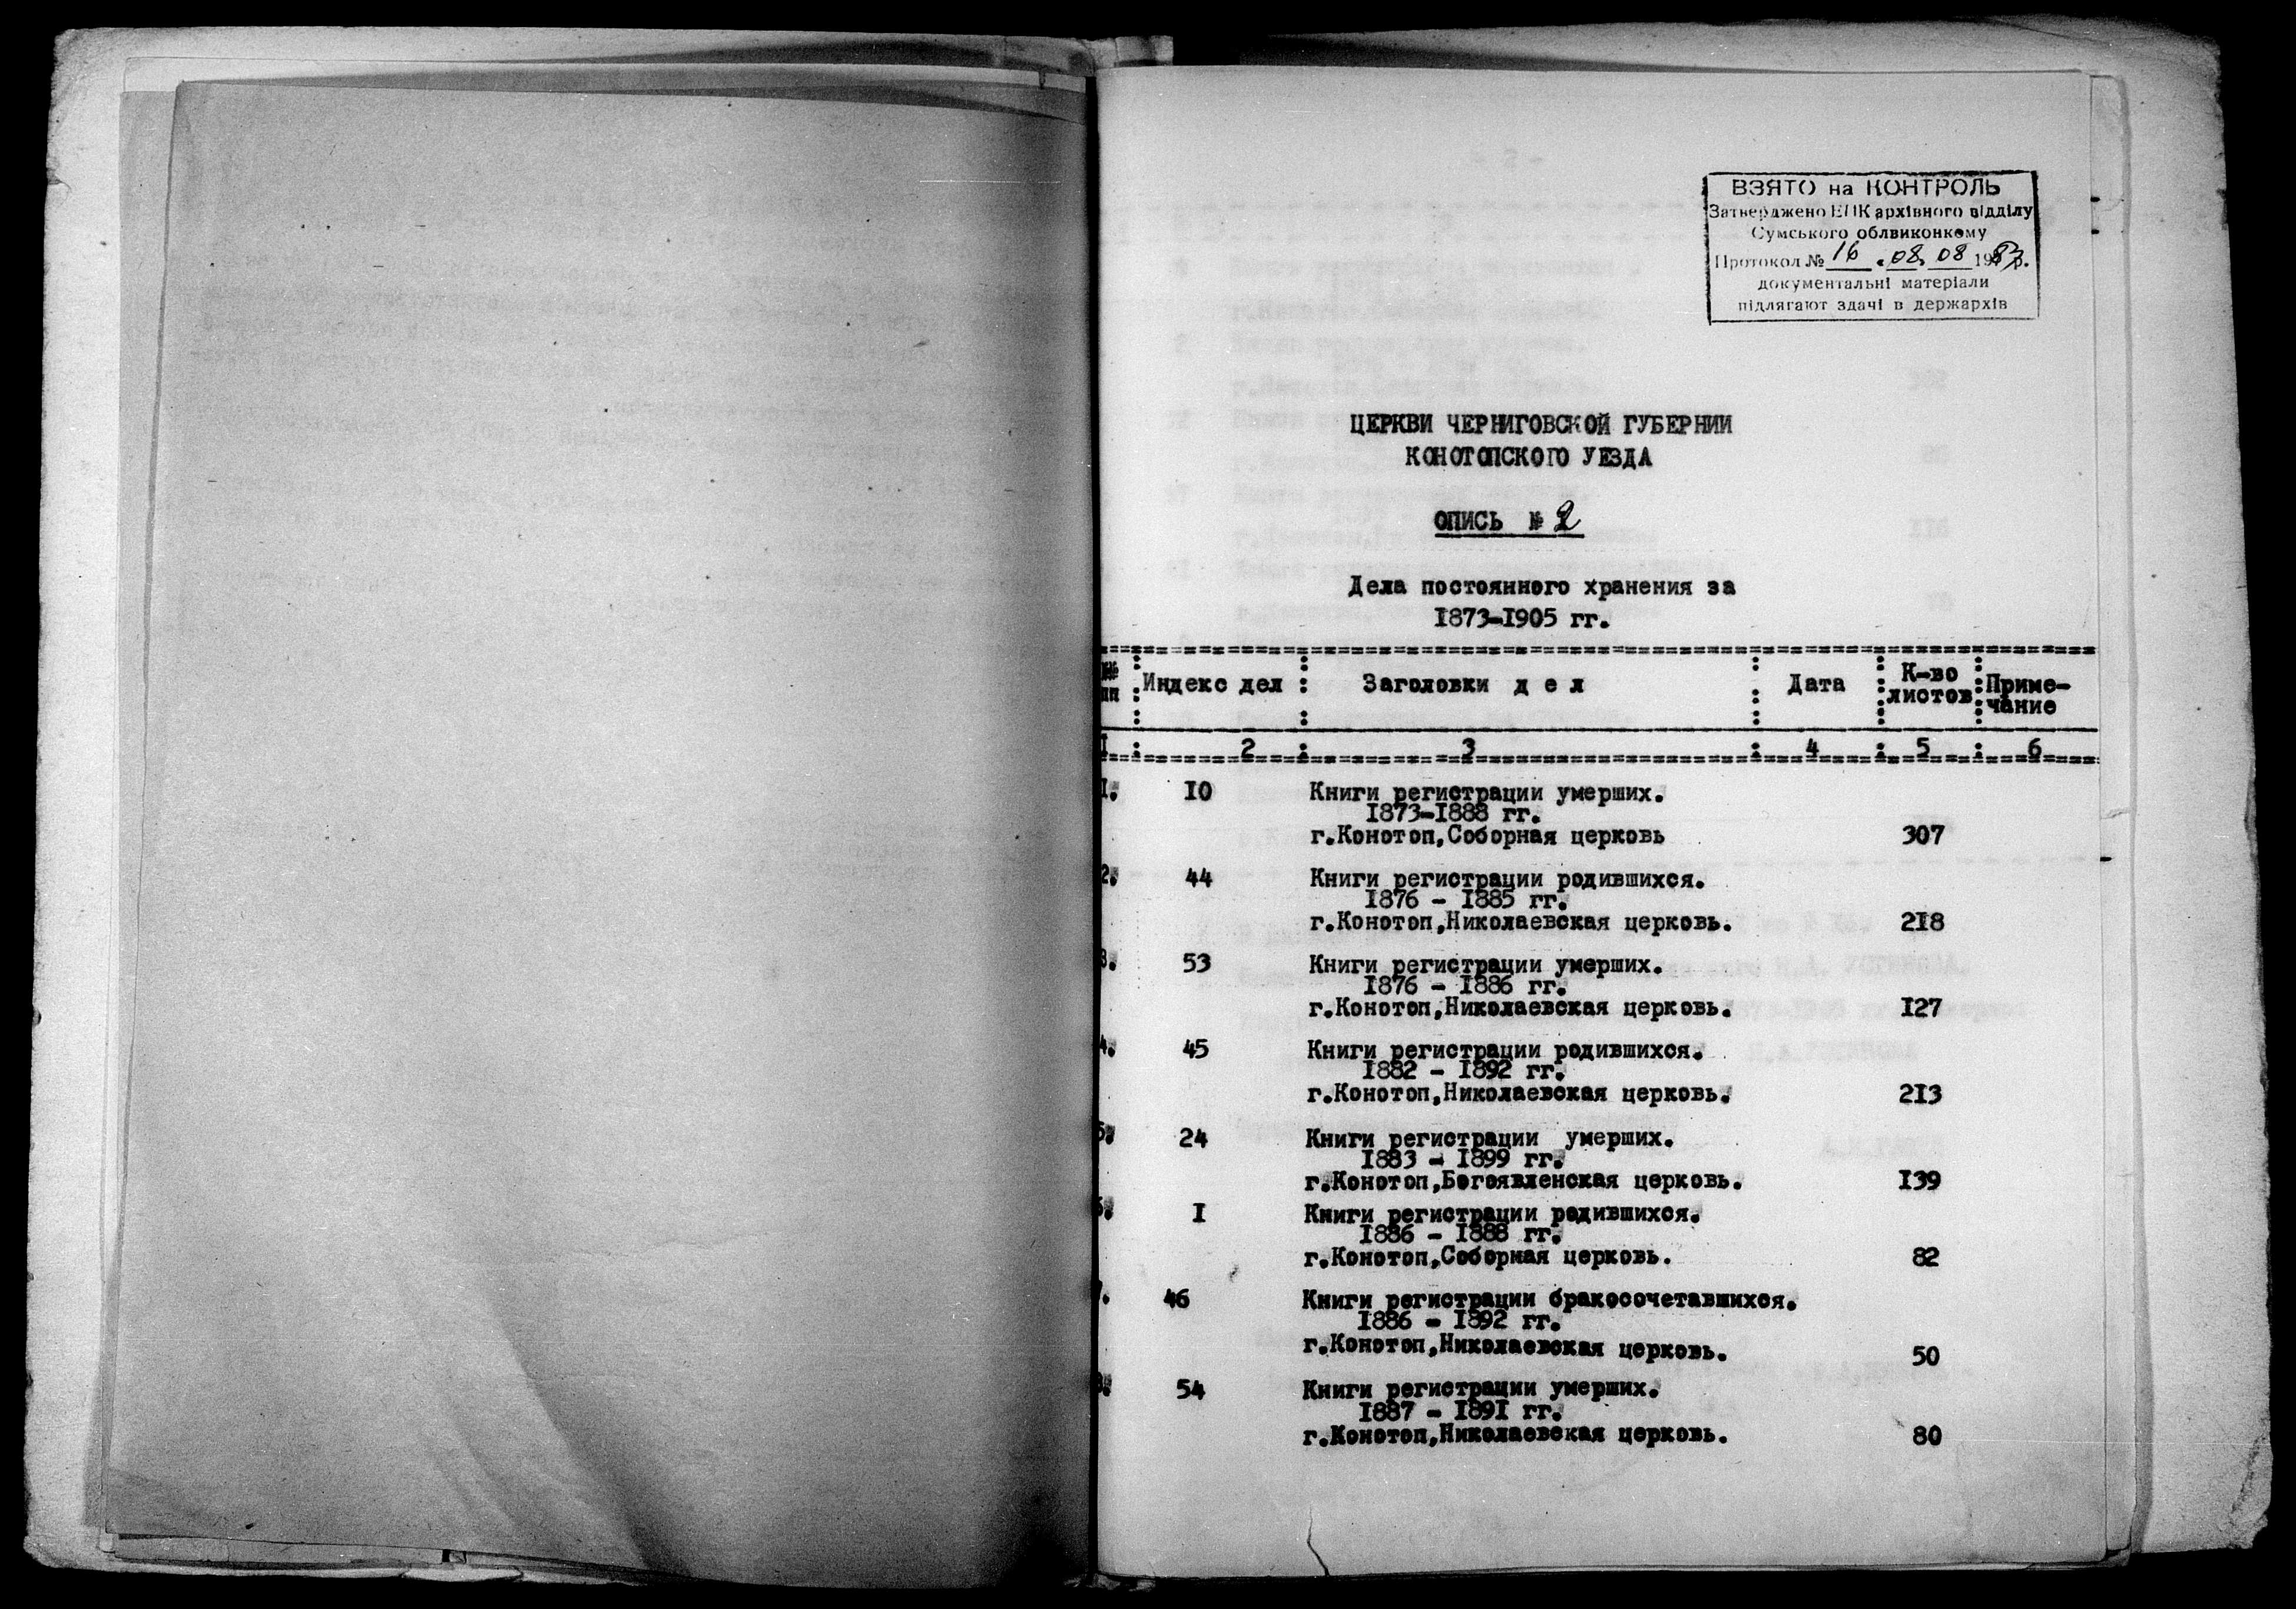 ВЗЯТО на КОНТРОЛЬ
Затверджено ЕПК архівного відділу
Сумського облвиконкому
Протокол № 16 .08. 08 1983р.
документальні матеріали
підлягают здачі в держархів
ЦЕРКВИ ЧЕРНИГОВСКОЙ ГУБЕРНИИ
КОНОТОПСКОГО УЕЗДА
ОПИСЬ № 2
Дела постоянного хранения за
1873-1905 гг.
№№ пп : Индекс дел : Заголовки д е л : Дата : К-во листов : Приме-чание
1 : 2 : 3 : 4 : 5 : 6
1. 10 Книги регистрации умерших.
1873-1888 гг.
г.Конотоп,Соборная церковь 307
2. 44 Книги регистрации родившихся.
1876 - 1885 гг.
г.Конотоп,Николаевская церковь. 218
3. 53 Книги регистрации умерших.
1876 - 1886 гг.
г.Конотоп,Николаевская церковь. 127
4. 45 Книги регистрации родившихся.
1882 - 1892 гг.
г.Конотоп,Николаевская церковь. 213
5. 24 Книги регистрации умерших.
1883 - 1899 гг.
г.Конотоп,Богоявленская церковь. 139
6. I Книги регистрации родившихся.
1886 - 1888 гг.
г.Конотоп,Соборная церковь. 82
7. 46 Книги регистрации бракосочетавшихся.
1886 - 1892 гг.
г.Конотоп,Николаевская церковь. 50
8. 54 Книги регистрации умерших.
1887 - 1891 гг.
г.Конотоп,Николаевская церковь. 80